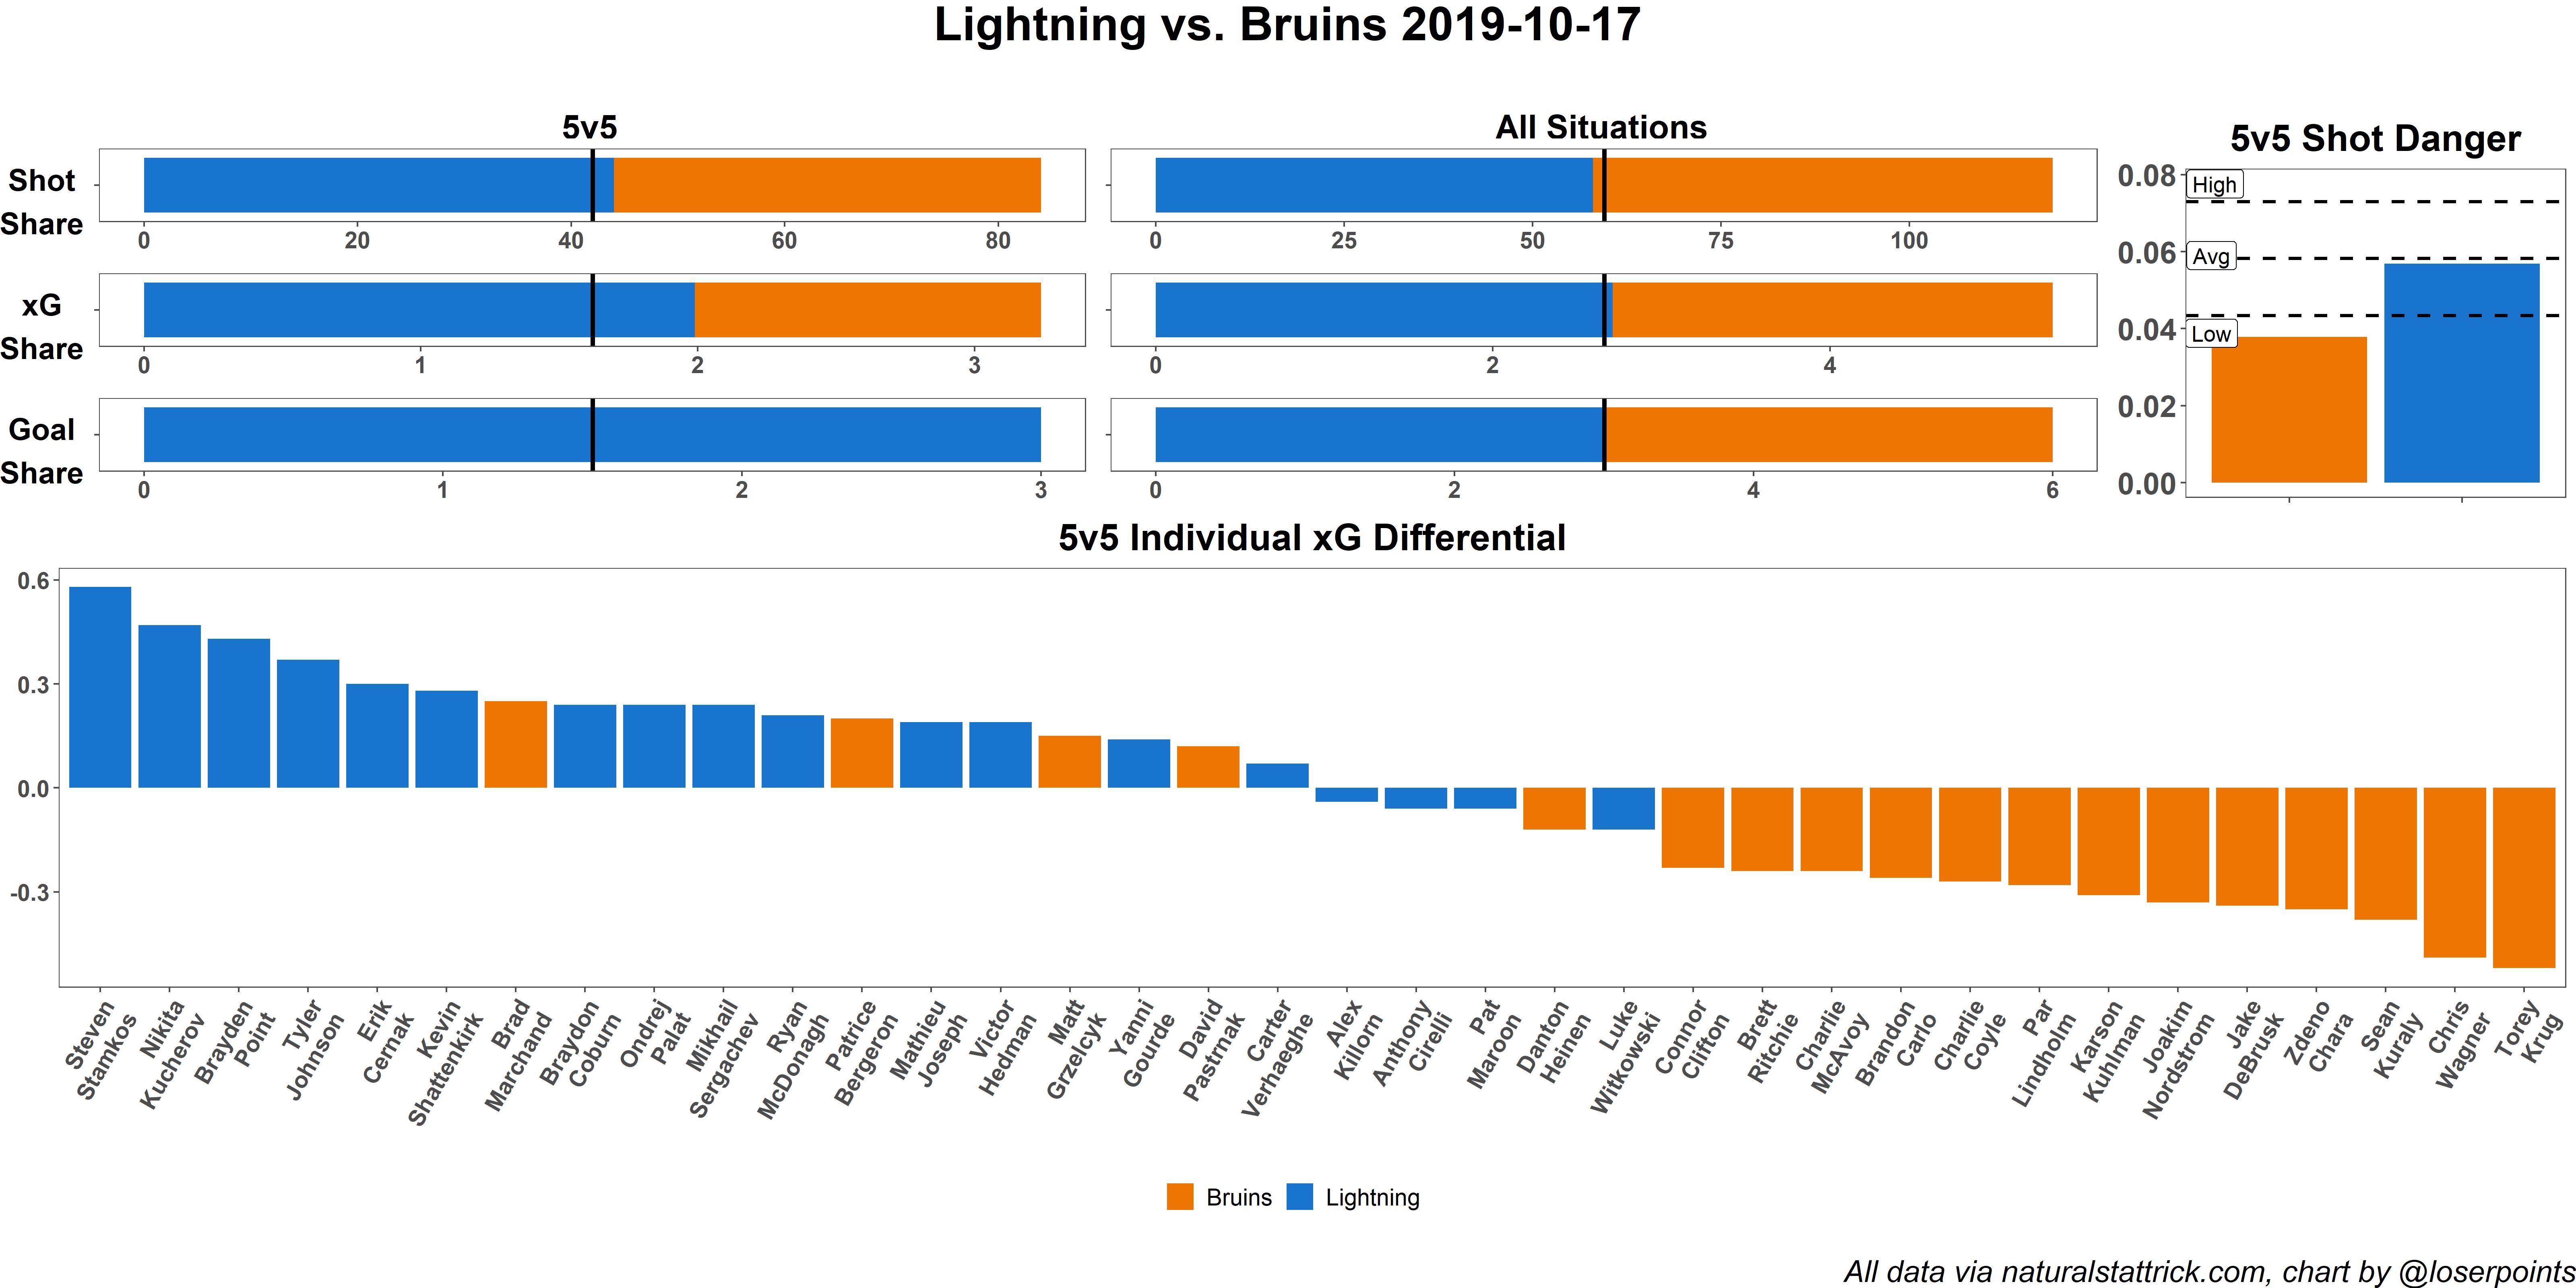 Lightning vs. Bruins 2019-10-17
5v5
All Situations
5v5 Shot Danger
Shot
Share
0 20 40 60 80
0 25 50 75 100
xG
Share
0 1 2 3
0 2 4
Goal
Share
0 1 2 3
0 2 4 6
0.08
0.06
0.04
0.02
0.00
High
Avg
Low
5v5 Individual xG Differential
0.6
0.3
0.0
-0.3
Steven
Stamkos
Nikita
Kucherov
Brayden
Point
Tyler
Johnson
Erik
Cernak
Kevin
Shattenkirk
Brad
Marchand
Braydon
Coburn
Ondrej
Palat
Mikhail
Sergachev
Ryan
McDonagh
Patrice
Bergeron
Mathieu
Joseph
Victor
Hedman
Matt
Grzelcyk
Yanni
Gourde
David
Pastrnak
Carter
Verhaeghe
Alex
Killorn
Anthony
Cirelli
Pat
Maroon
Danton
Heinen
Luke
Witkowski
Connor
Clifton
Brett
Ritchie
Charlie
McAvoy
Brandon
Carlo
Charlie
Coyle
Par
Lindholm
Karson
Kuhlman
Joakim
Nordstrom
Jake
DeBrusk
Zdeno
Chara
Sean
Kuraly
Chris
Wagner
Torey
Krug
Bruins Lightning
All data via naturalstattrick.com, chart by @loserpoints